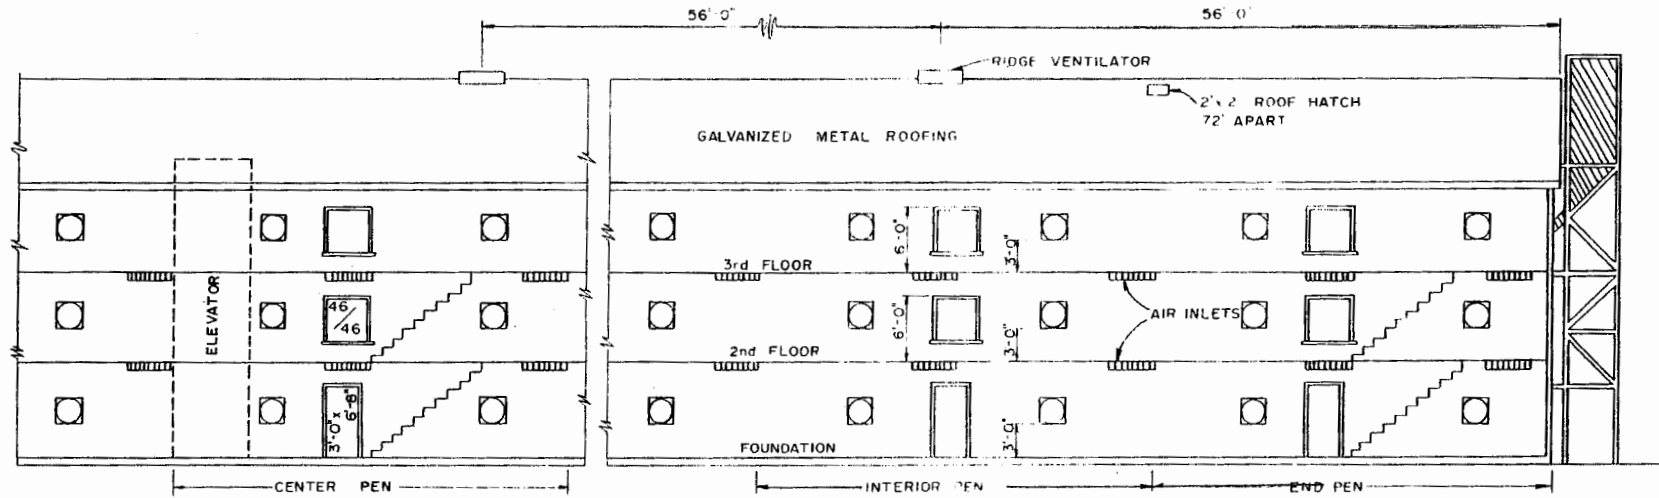 56'-0"
56'-0'
RIDGE VENTILATOR
2'x2' ROOF HATCH
72' APART
GALVANIZED METAL ROOFING
6'-0"
3'-0"
3rd FLOOR
ELEVATOR
46/46
6'-0"
3'-0"
AIR INLETS
2nd FLOOR
3'-0" x
6'-8"
3'-0"
FOUNDATION
CENTER PEN
INTERIOR PEN
END PEN